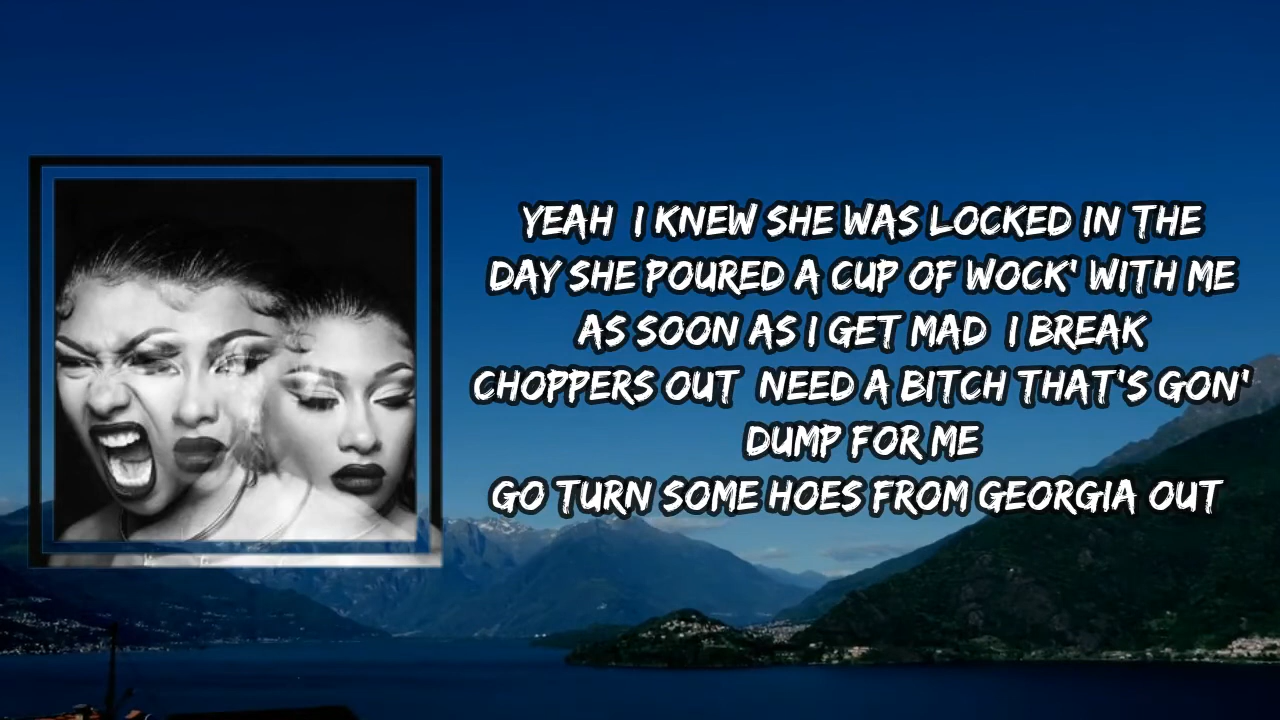 YEAH I KNEW SHE WAS LOCKED IN THE
DAY SHE POURED A CUP OF WOCK' WITH ME
AS SOON AS I GET MAD I BREAK
CHOPPERS OUT NEED A BITCH THAT'S GON'
DUMP FOR ME
GO TURN SOME HOES FROM GEORGIA OUT